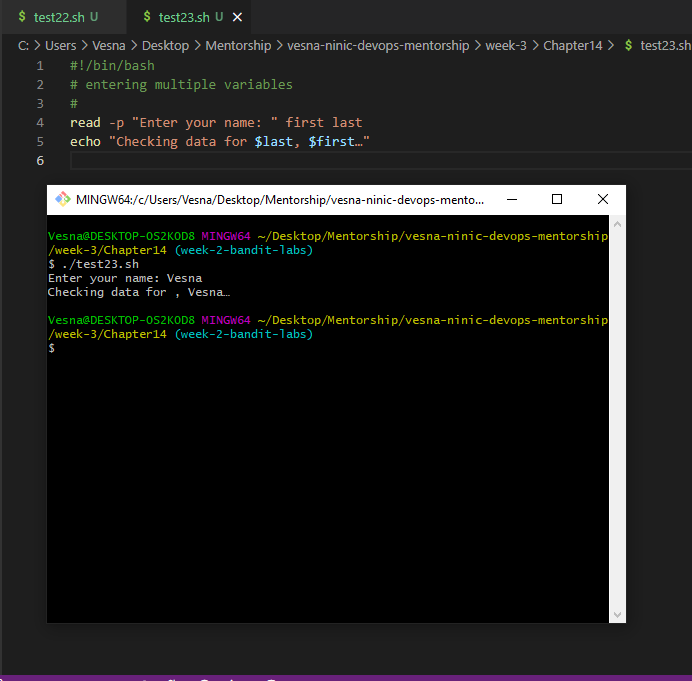 $ test22.sh U $ test23.sh U
C: > Users > Vesna > Desktop > Mentorship > vesna-ninic-devops-mentorship > week-3 > Chapter14 > $ test23.sh
1 #!/bin/bash
2 # entering multiple variables
3 #
4 read -p "Enter your name: " first last
5 echo "Checking data for $last, $first…"
6
MINGW64:/c/Users/Vesna/Desktop/Mentorship/vesna-ninic-devops-mento...
Vesna@DESKTOP-OS2KOD8 MINGW64 ~/Desktop/Mentorship/vesna-ninic-devops-mentorship
/week-3/Chapter14 (week-2-bandit-labs)
$ ./test23.sh
Enter your name: Vesna
Checking data for , Vesna…
Vesna@DESKTOP-OS2KOD8 MINGW64 ~/Desktop/Mentorship/vesna-ninic-devops-mentorship
/week-3/Chapter14 (week-2-bandit-labs)
$